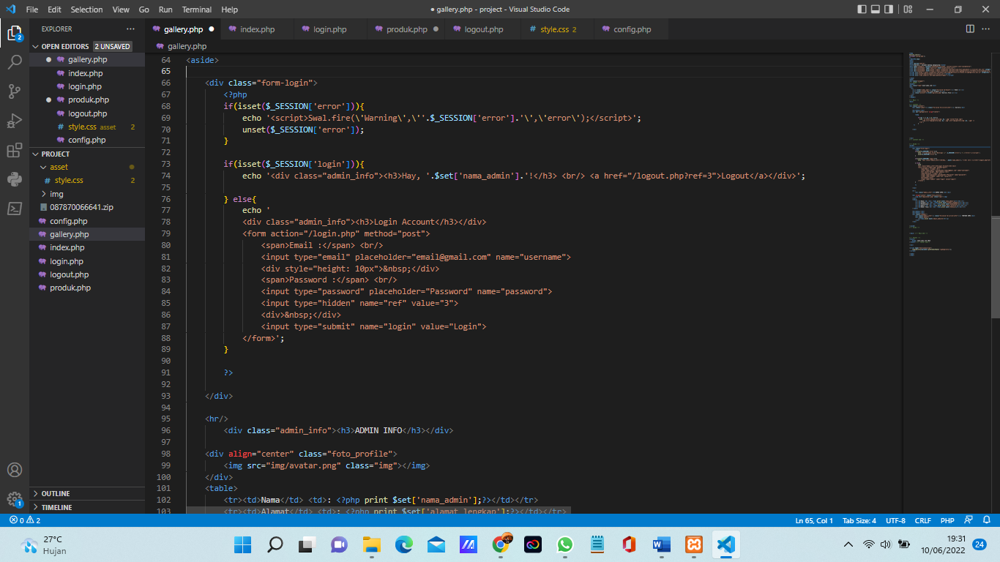 File Edit Selection View Go Run Terminal Help
● gallery.php - project - Visual Studio Code
EXPLORER
OPEN EDITORS 2 UNSAVED
gallery.php
index.php
login.php
produk.php
logout.php
style.css asset 2
config.php
PROJECT
asset
style.css 2
img
087870066641.zip
config.php
gallery.php
index.php
login.php
logout.php
produk.php
OUTLINE
TIMELINE
2
1
gallery.php index.php login.php produk.php logout.php style.css 2 config.php
gallery.php
64 <aside>
65
66 <div class="form-login">
67 <?php
68 if(isset($_SESSION['error'])){
69 echo '<script>Swal.fire(\'Warning\',\''.$_SESSION['error'].'\',\'error\');</script>';
70 unset($_SESSION['error']);
71 }
72
73 if(isset($_SESSION['login'])){
74 echo '<div class="admin_info"><h3>Hay, '.$set['nama_admin'].'!</h3> <br/> <a href="/logout.php?ref=3">Logout</a></div>';
75
76 } else{
77 echo '
78 <div class="admin_info"><h3>Login Account</h3></div>
79 <form action="/login.php" method="post">
80 <span>Email :</span> <br/>
81 <input type="email" placeholder="email@gmail.com" name="username">
82 <div style="height: 10px">&nbsp;</div>
83 <span>Password :</span> <br/>
84 <input type="password" placeholder="Password" name="password">
85 <input type="hidden" name="ref" value="3">
86 <div>&nbsp;</div>
87 <input type="submit" name="login" value="Login">
88 </form>';
89 }
90
91 ?>
92
93 </div>
94
95 <hr/>
96 <div class="admin_info"><h3>ADMIN INFO</h3></div>
97
98 <div align="center" class="foto_profile">
99 <img src="img/avatar.png" class="img"></img>
100 </div>
101 <table>
102 <tr><td>Nama</td> <td>: <?php print $set['nama_admin'];?></td></tr>
103 <tr><td>Alamat</td> <td>: <?php print $set['alamat_lengkap'];?></td></tr>
0 2
Ln 65, Col 1 Tab Size: 4 UTF-8 CRLF PHP
27°C
Hujan
19:31
10/06/2022
24